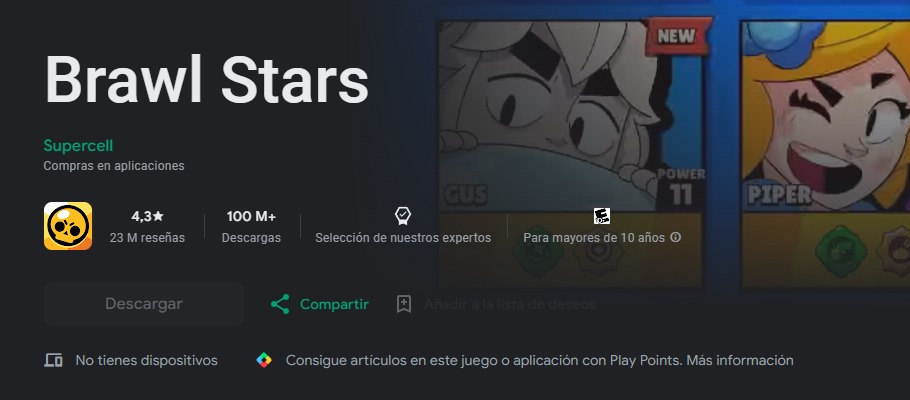 NEW
Brawl Stars
Supercell
Compras en aplicaciones
POWER
11
GUS
PIPER
4,3★
100 M+
E
23 M reseñas
Descargas
Selección de nuestros expertos
Para mayores de 10 años
Descargar
Compartir
Añadir a la lista de deseos
No tienes dispositivos
Consigue artículos en este juego o aplicación con Play Points. Más información